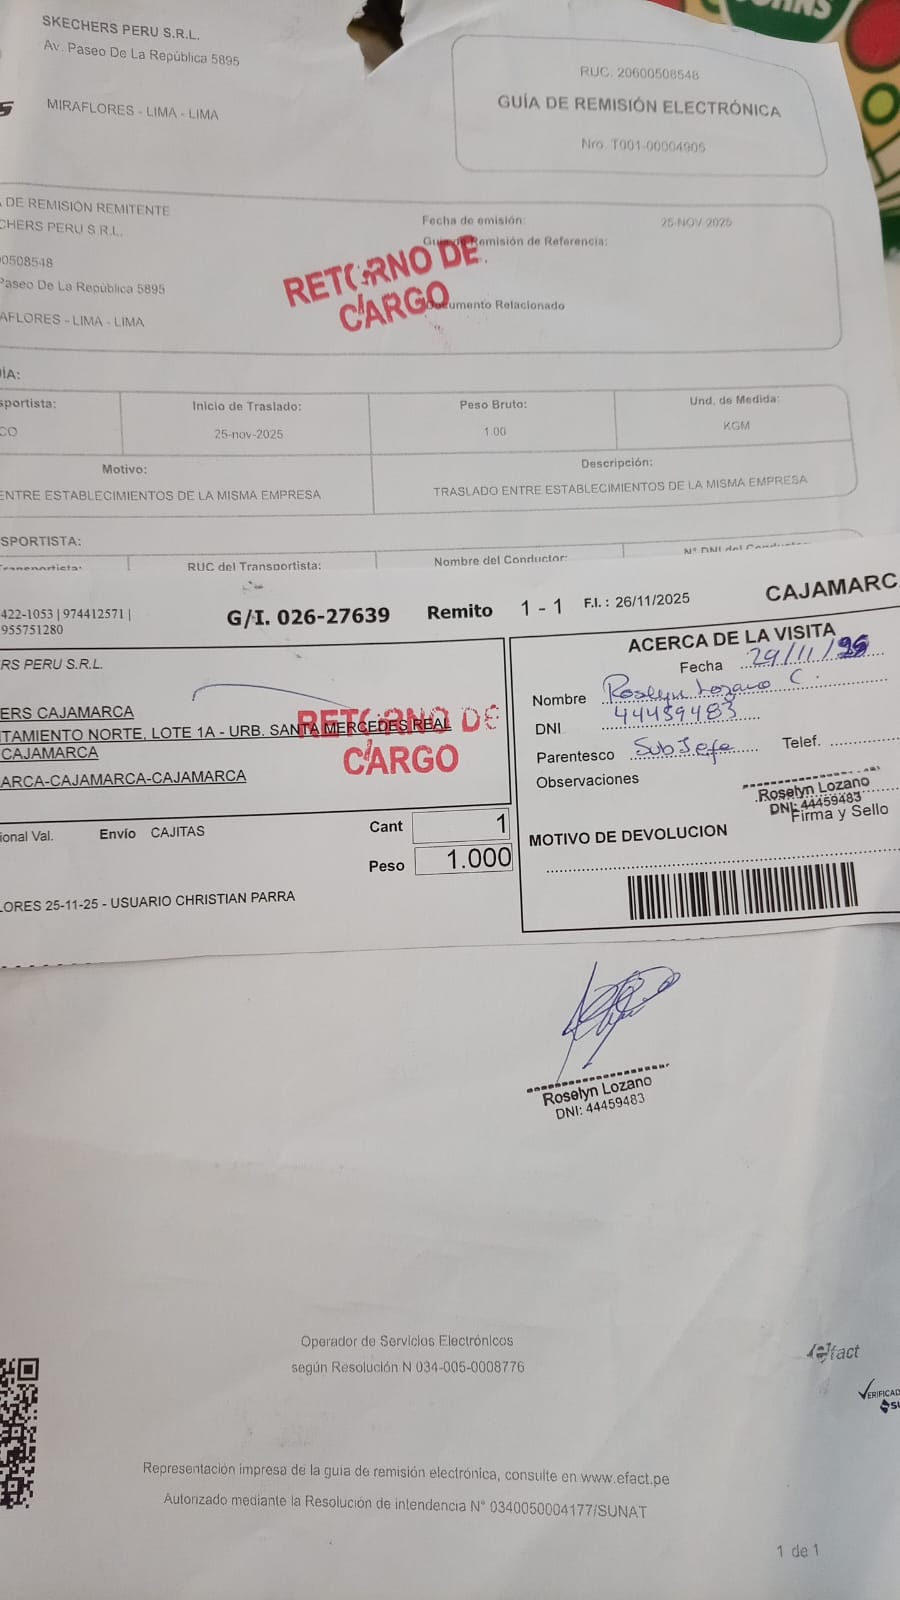 SKECHERS PERU S.R.L.
Av. Paseo De La República 5895
MIRAFLORES - LIMA - LIMA
RUC: 20600508548
GUÍA DE REMISIÓN ELECTRÓNICA
Nro. T001-00004905
DE REMISIÓN REMITENTE
CHERS PERU S.R.L.
00508548
Paseo De La República 5895
AFLORES - LIMA - LIMA
Fecha de emisión: 25-NOV-2025
Guía de Remisión de Referencia:
Documento Relacionado
RETORNO DE
CARGO
ÍA:
sportista: Inicio de Traslado: Peso Bruto: Und. de Medida:
CO 25-nov-2025 1.00 KGM
Motivo: Descripción:
ENTRE ESTABLECIMIENTOS DE LA MISMA EMPRESA TRASLADO ENTRE ESTABLECIMIENTOS DE LA MISMA EMPRESA
SPORTISTA:
Transportista: RUC del Transportista: Nombre del Conductor: N° DNI del
422-1053 | 974412571 |
955751280
G/I. 026-27639 Remito 1 - 1 F.I. : 26/11/2025 CAJAMARC
RS PERU S.R.L.
ERS CAJAMARCA
TAMIENTO NORTE, LOTE 1A - URB. SANTA MERCEDES REAL
CAJAMARCA
ARCA-CAJAMARCA-CAJAMARCA
RETORNO DE
CARGO
ional Val. Envío CAJITAS Cant 1
Peso 1.000
LORES 25-11-25 - USUARIO CHRISTIAN PARRA
ACERCA DE LA VISITA
Fecha 29/11/25
Nombre Roselyn Lozano C.
DNI 44459483
Parentesco Sub Jefe Telef.
Observaciones
Roselyn Lozano
DNI: 44459483
Firma y Sello
MOTIVO DE DEVOLUCION
Roselyn Lozano
DNI: 44459483
Operador de Servicios Electrónicos
según Resolución N 034-005-0008776
efact
VERIFICAD
SU
Representación impresa de la guia de remisión electrónica, consulte en www.efact.pe
Autorizado mediante la Resolución de intendencia N° 0340050004177/SUNAT
1 de 1